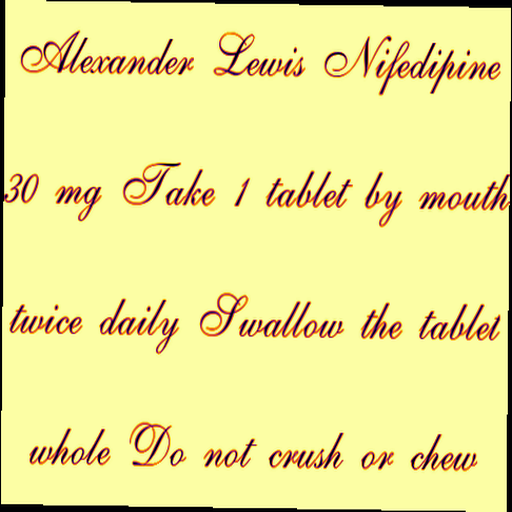 Alexander Lewis Nifedipine
30 mg Take 1 tablet by mouth
twice daily Swallow the tablet
whole Do not crush or chew